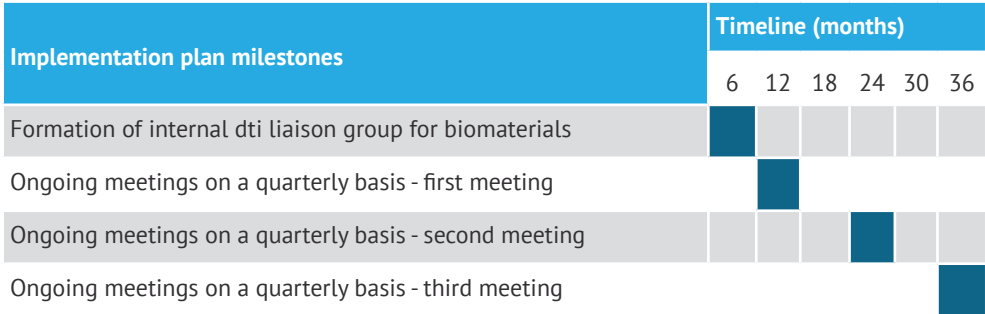 Implementation plan milestones
Timeline (months)
6 12 18 24 30 36
Formation of internal dti liaison group for biomaterials
Ongoing meetings on a quarterly basis - first meeting
Ongoing meetings on a quarterly basis - second meeting
Ongoing meetings on a quarterly basis - third meeting